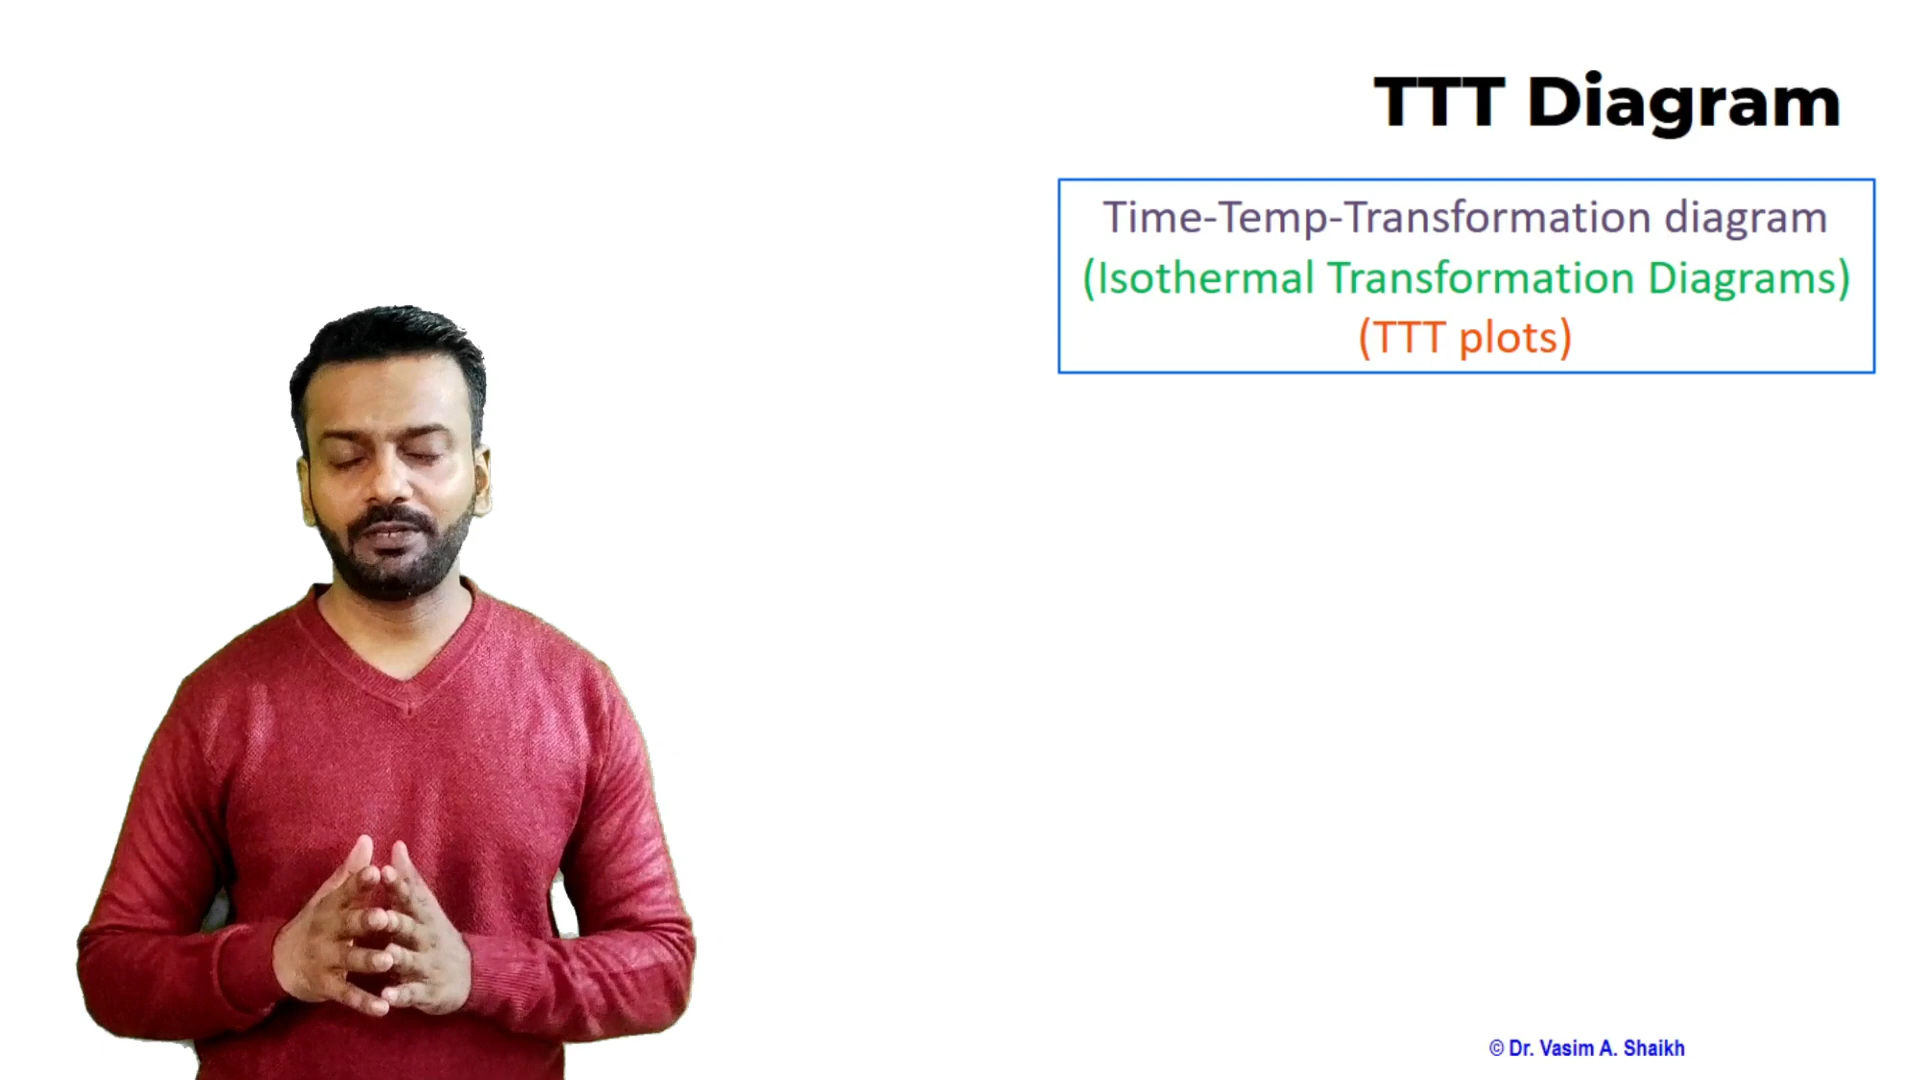 TTT Diagram
Time-Temp-Transformation diagram
(Isothermal Transformation Diagrams)
(TTT plots)
© Dr. Vasim A. Shaikh